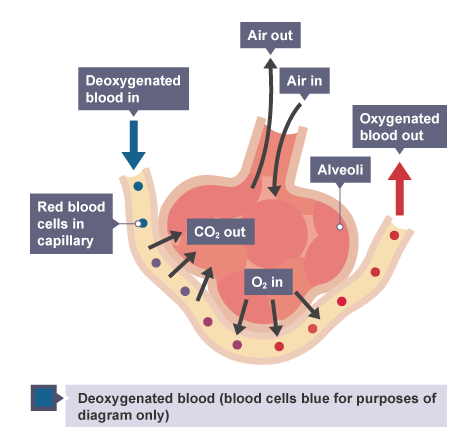 Air out
Air in
Deoxygenated
blood in
Oxygenated
blood out
Alveoli
Red blood
cells in
capillary
CO₂ out
O₂ in
Deoxygenated blood (blood cells blue for purposes of
diagram only)